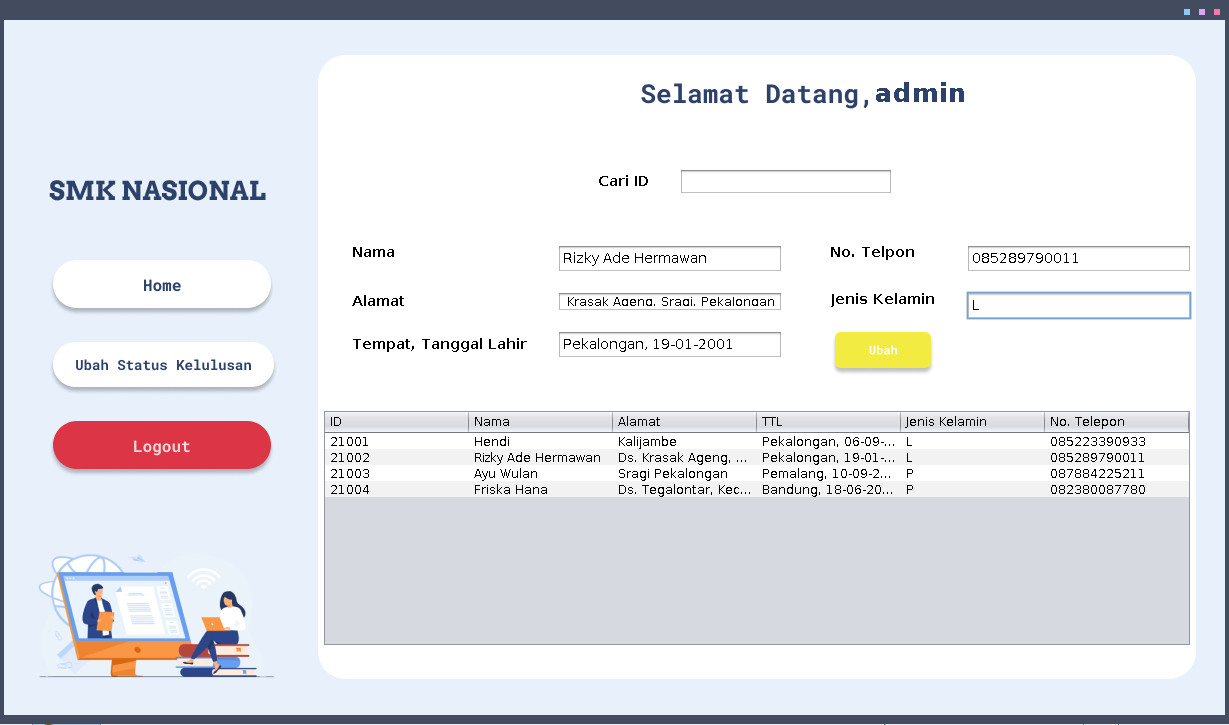 Selamat Datang,admin
SMK NASIONAL
Home
Ubah Status Kelulusan
Logout
Cari ID
Nama Rizky Ade Hermawan No. Telpon 085289790011
Alamat Krasak Ageng, Sragi, Pekalongan Jenis Kelamin L
Tempat, Tanggal Lahir Pekalongan, 19-01-2001 Ubah
ID Nama Alamat TTL Jenis Kelamin No. Telepon
21001 Hendi Kalijambe Pekalongan, 06-09-... L 085223390933
21002 Rizky Ade Hermawan Ds. Krasak Ageng, ... Pekalongan, 19-01-... L 085289790011
21003 Ayu Wulan Sragi Pekalongan Pemalang, 10-09-2... P 087884225211
21004 Friska Hana Ds. Tegalontar, Kec... Bandung, 18-06-20... P 082380087780